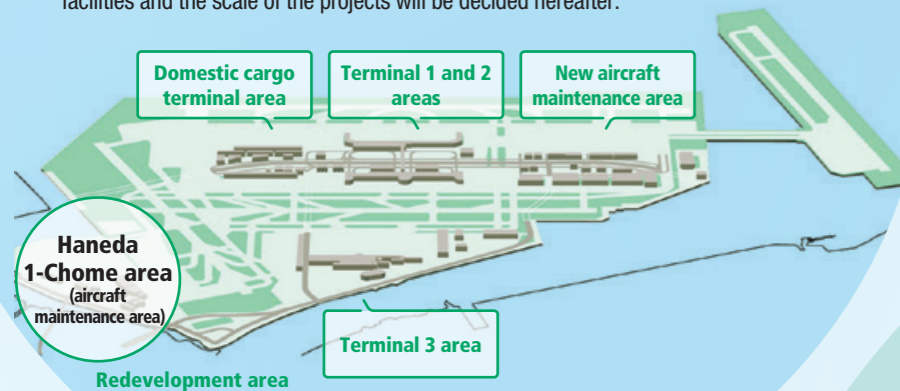 facilities and the scale of the projects will be decided hereafter.
Domestic cargo
terminal area
Terminal 1 and 2
areas
New aircraft
maintenance area
Haneda
1-Chome area
(aircraft
maintenance area)
Terminal 3 area
Redevelopment area